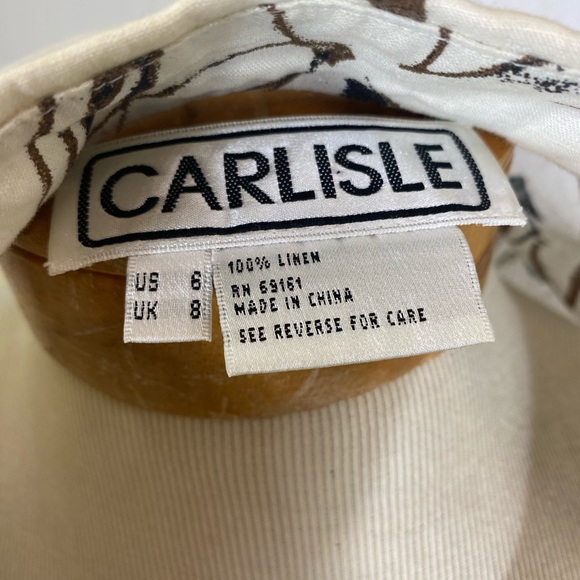 CARLISLE
US 6
UK 8
100% LINEN
RN 69161
MADE IN CHINA
SEE REVERSE FOR CARE